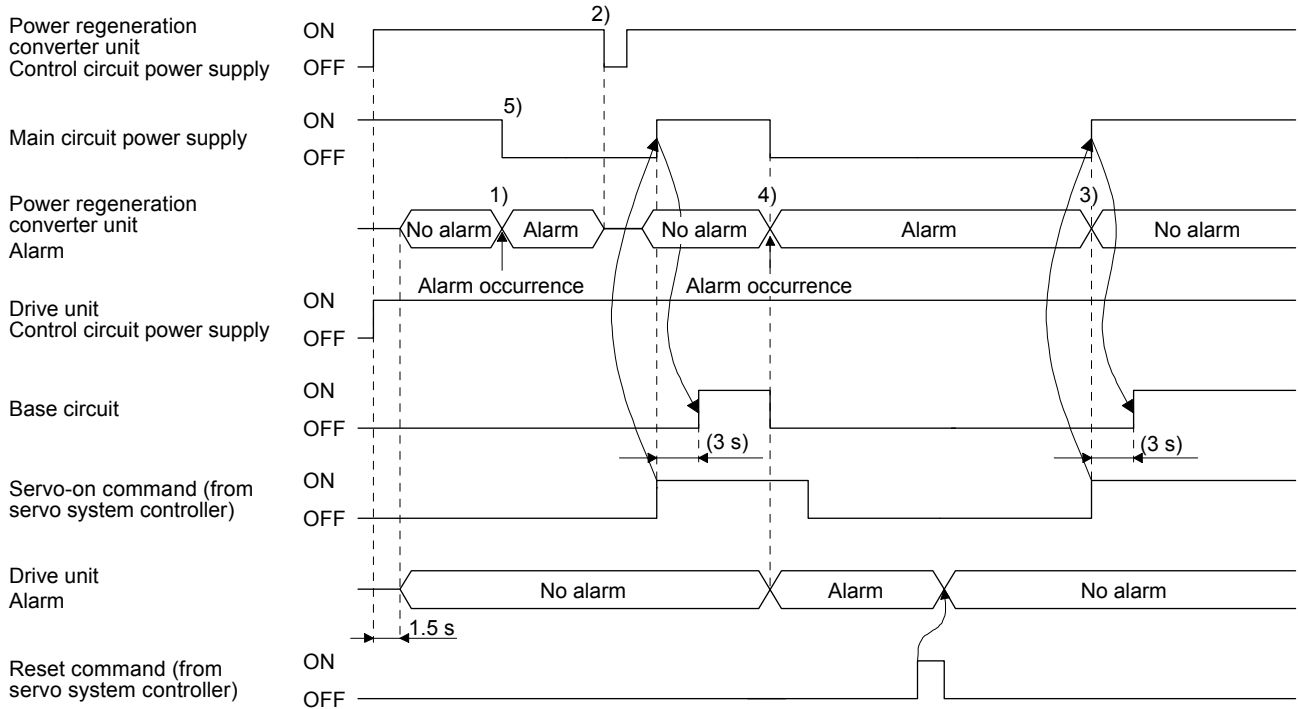 Power regeneration
converter unit
Control circuit power supply
ON
OFF
2)
Main circuit power supply
ON
OFF
5)
Power regeneration
converter unit
Alarm
1)
4)
3)
No alarm
Alarm
No alarm
Alarm
No alarm
Alarm occurrence
Alarm occurrence
Drive unit
Control circuit power supply
ON
OFF
Base circuit
ON
OFF
(3 s)
(3 s)
Servo-on command (from
servo system controller)
ON
OFF
Drive unit
Alarm
No alarm
Alarm
No alarm
1.5 s
Reset command (from
servo system controller)
ON
OFF